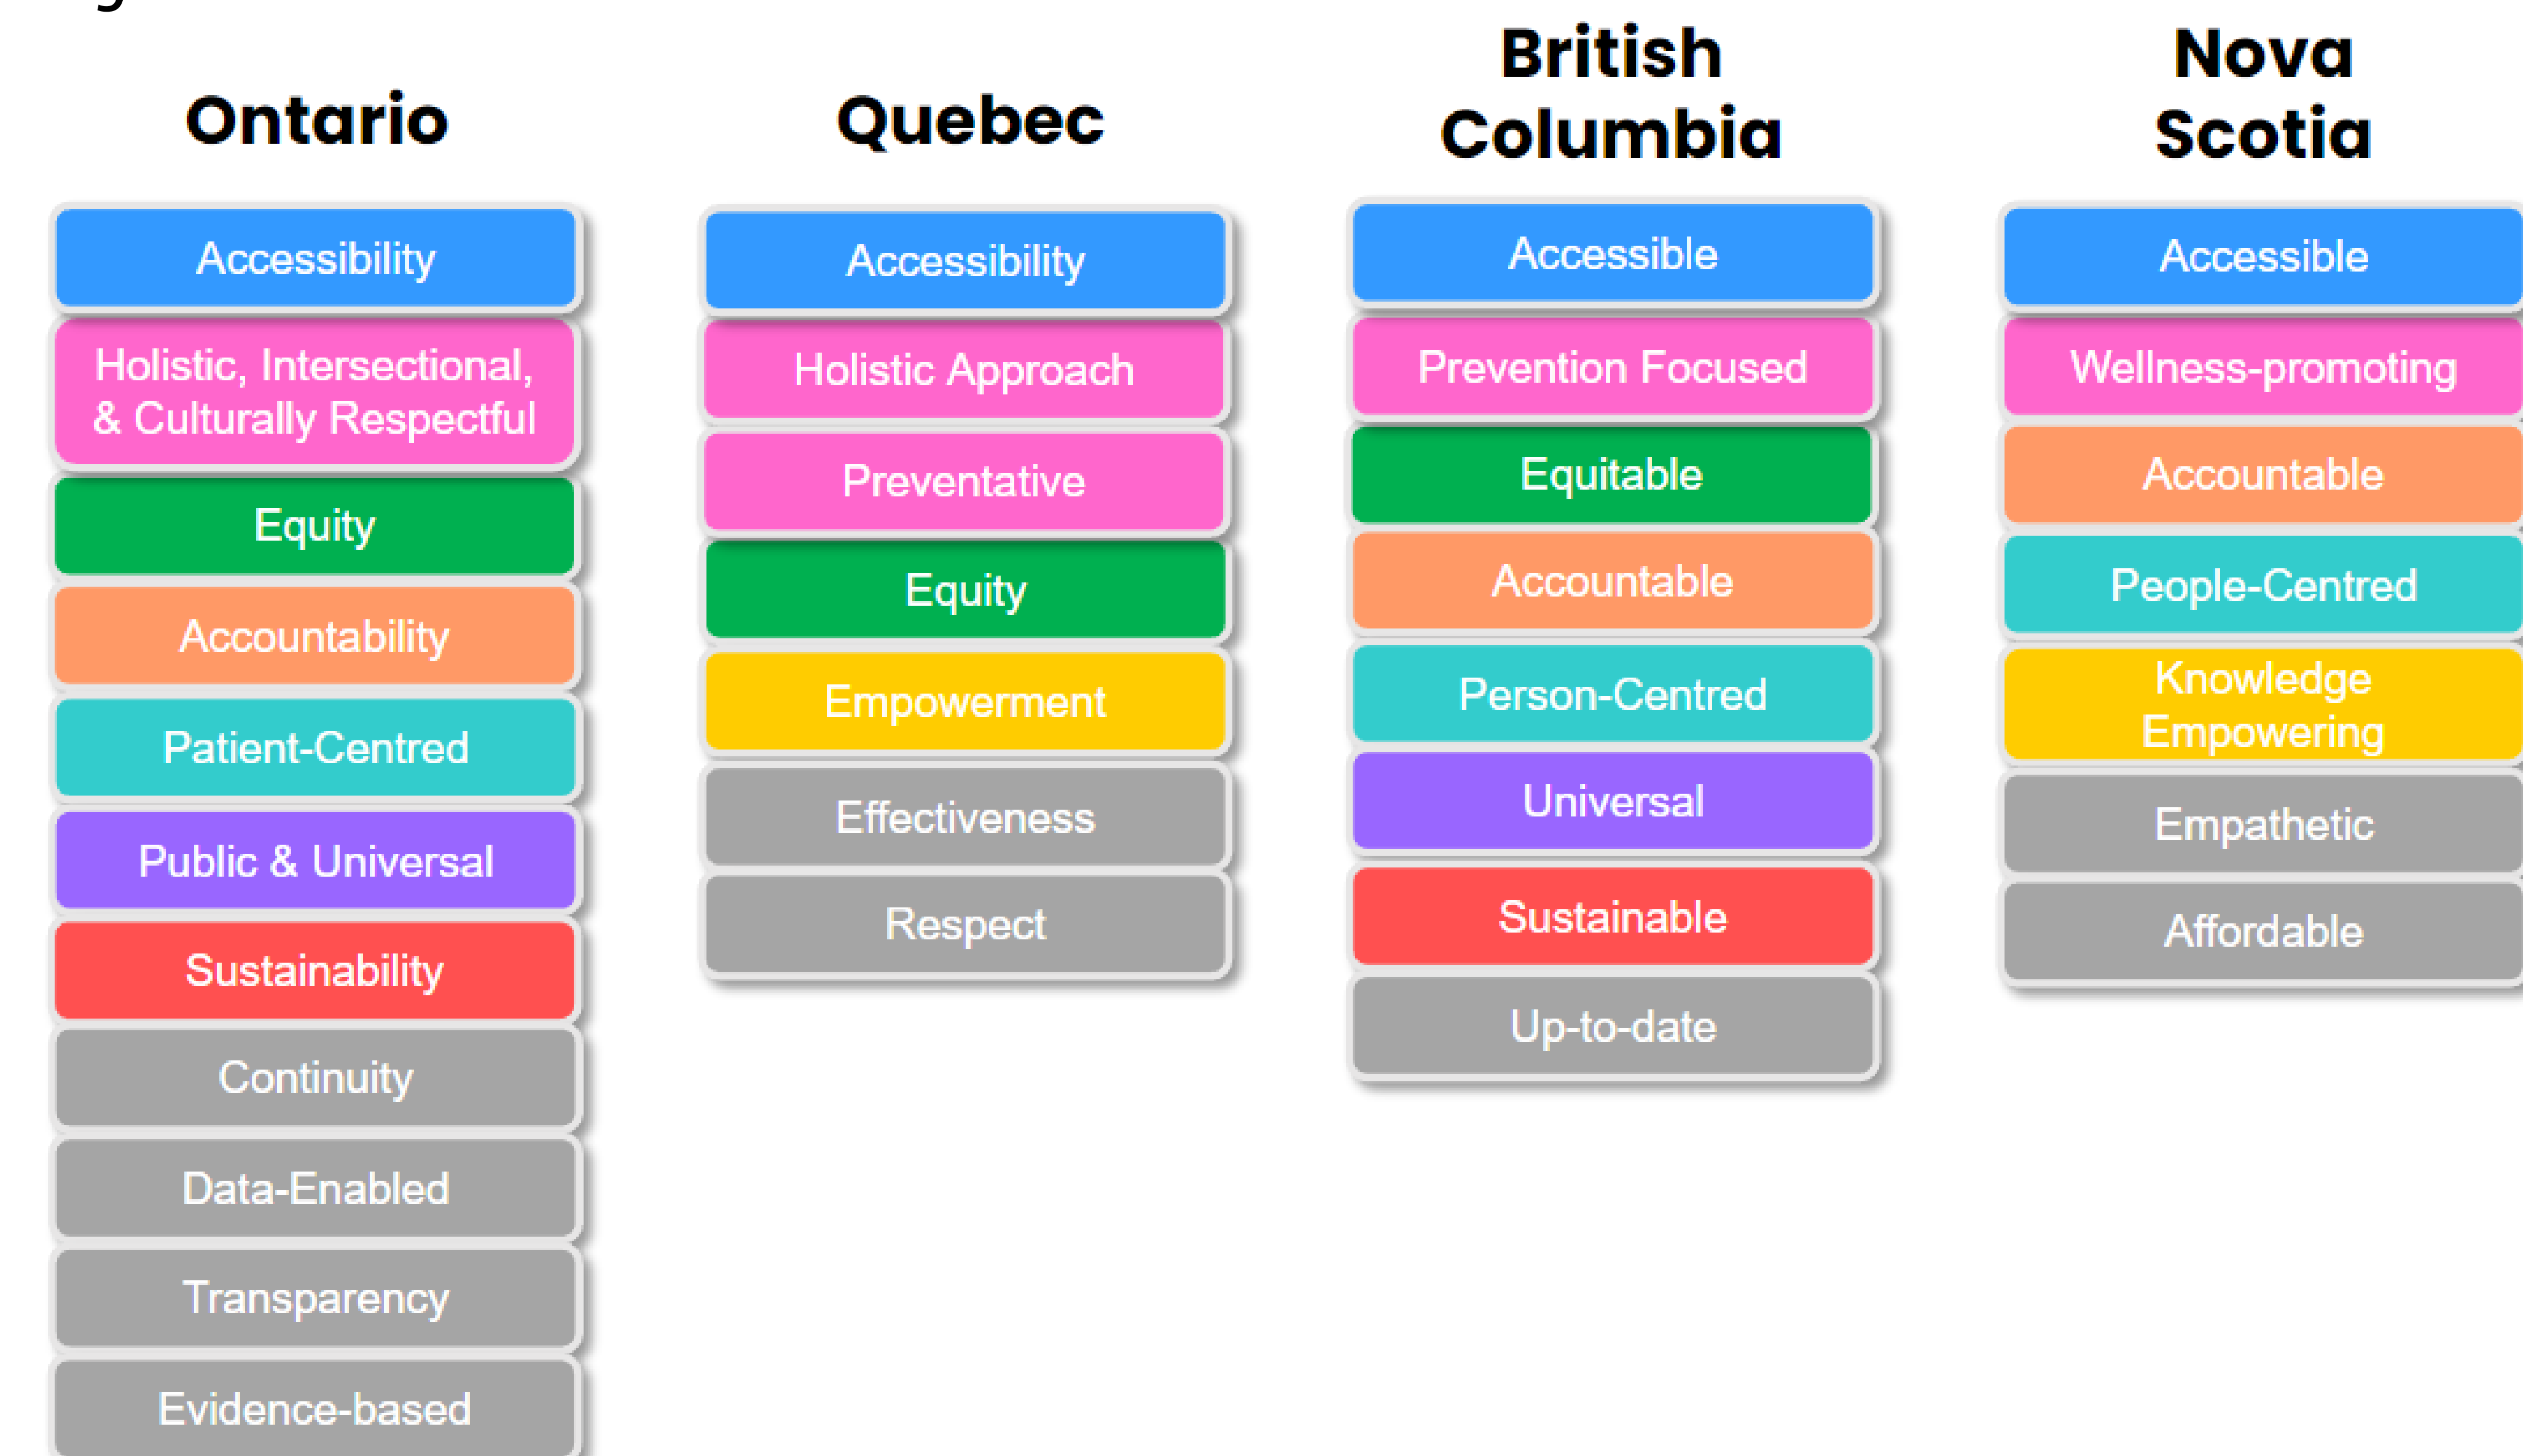 Ontario
Accessibility
Holistic, Intersectional,
& Culturally Respectful
Equity
Accountability
Patient-Centred
Public & Universal
Sustainability
Continuity
Data-Enabled
Transparency
Evidence-based
Quebec
Accessibility
Holistic Approach
Preventative
Equity
Empowerment
Effectiveness
Respect
British
Columbia
Accessible
Prevention Focused
Equitable
Accountable
Person-Centred
Universal
Sustainable
Up-to-date
Nova
Scotia
Accessible
Wellness-promoting
Accountable
People-Centred
Knowledge
Empowering
Empathetic
Affordable